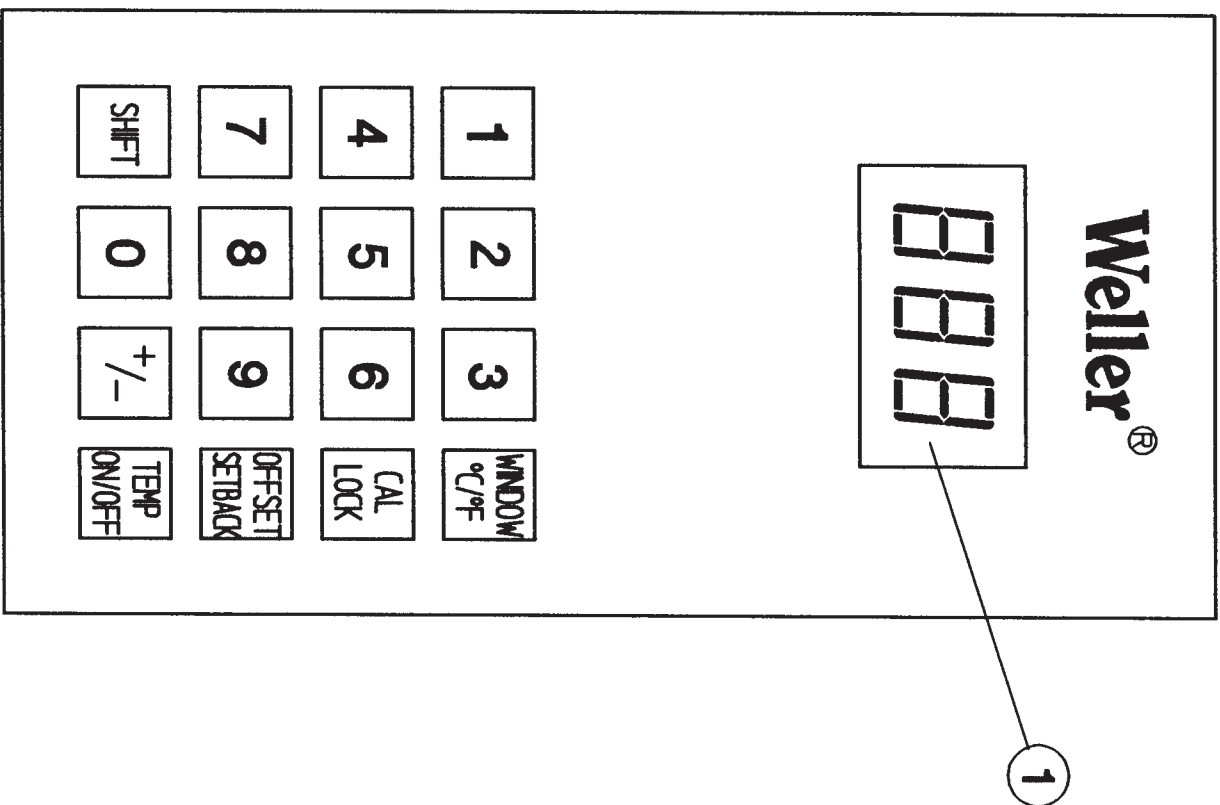 Weller®
888
1 2 3 WINDOW °C/°F
4 5 6 CAL LOCK
7 8 9 OFFSET SETBACK
SHIFT 0 +/- TEMP ON/OFF
1